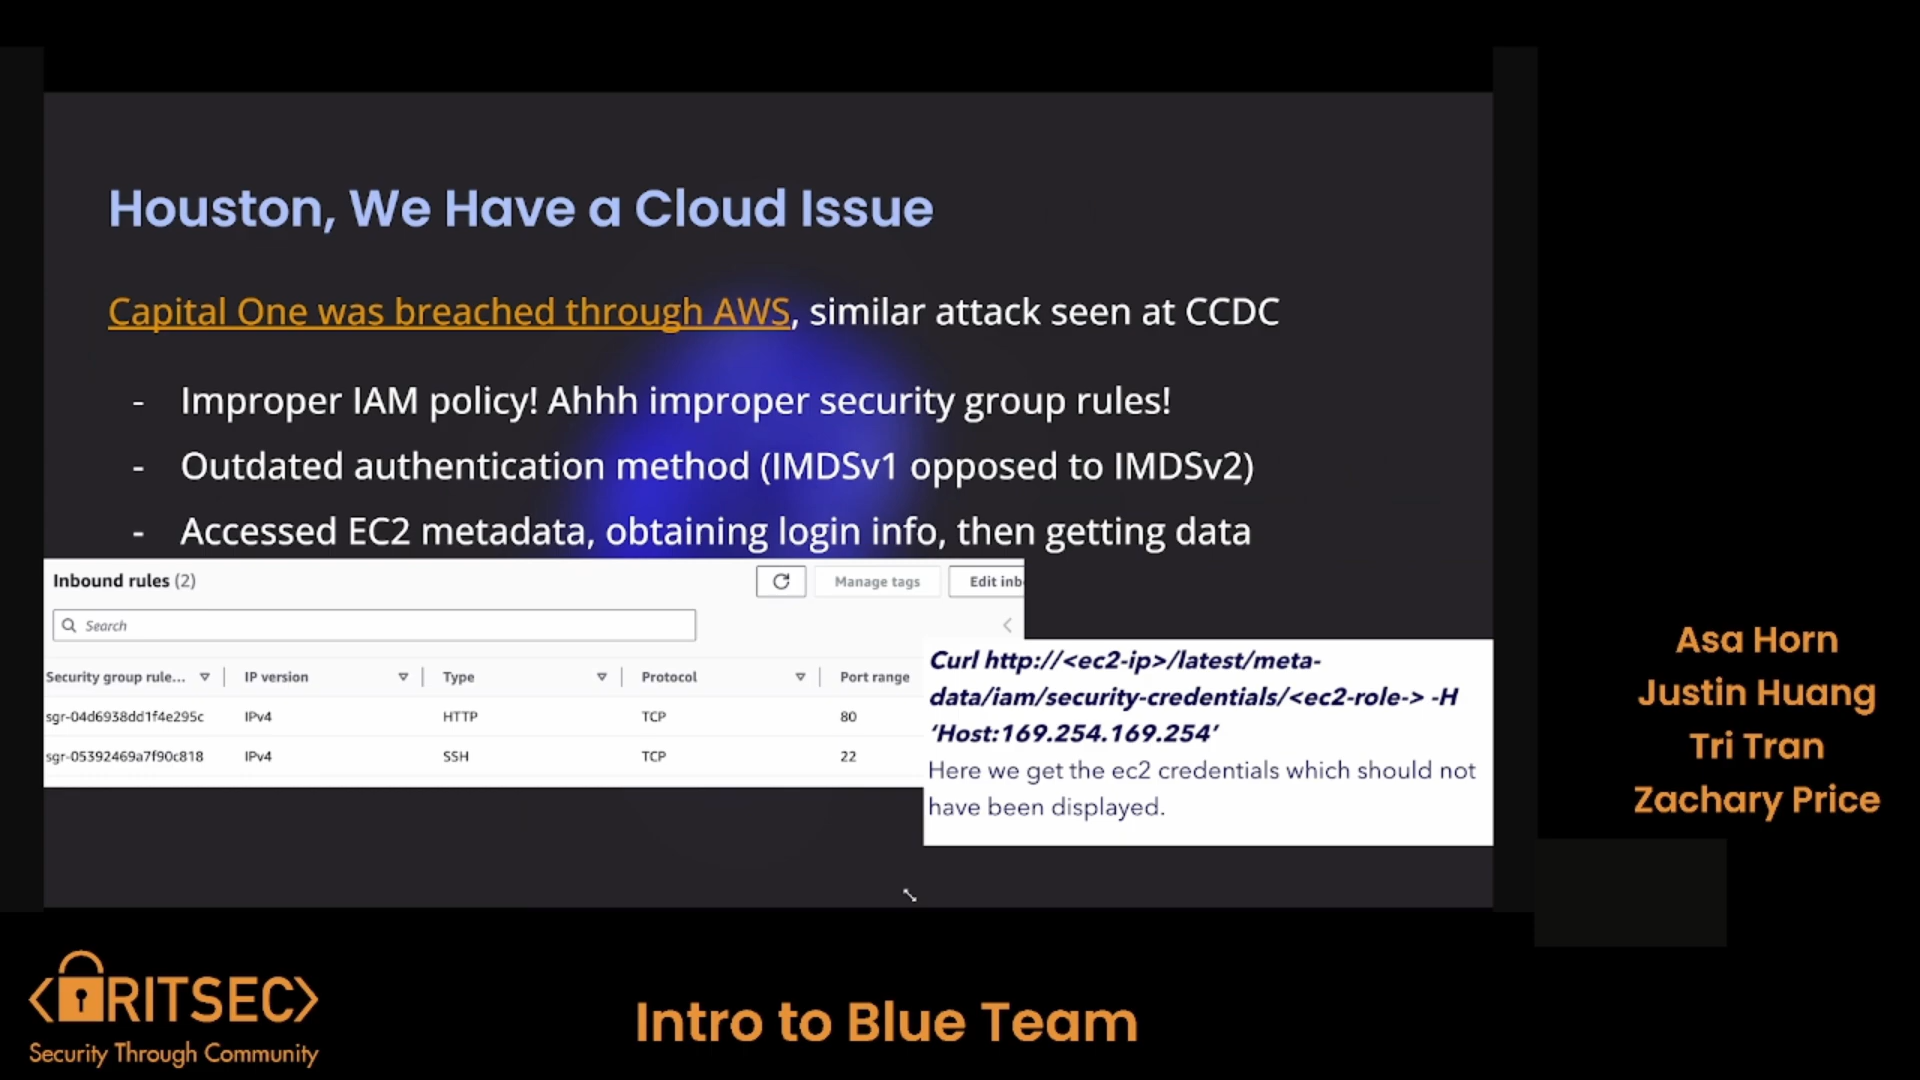 Houston, We Have a Cloud Issue
Capital One was breached through AWS, similar attack seen at CCDC
- Improper IAM policy! Ahhh improper security group rules!
- Outdated authentication method (IMDSv1 opposed to IMDSv2)
- Accessed EC2 metadata, obtaining login info, then getting data
Inbound rules (2)
Manage tags
Edit inb
Search
Security group rule... IP version Type Protocol Port range
sgr-04d6938dd1f4e295c IPv4 HTTP TCP 80
sgr-05392469a7f90c818 IPv4 SSH TCP 22
Curl http://<ec2-ip>/latest/meta-
data/iam/security-credentials/<ec2-role-> -H
‘Host:169.254.169.254’
Here we get the ec2 credentials which should not
have been displayed.
Asa Horn
Justin Huang
Tri Tran
Zachary Price
<RITSEC>
Security Through Community
Intro to Blue Team